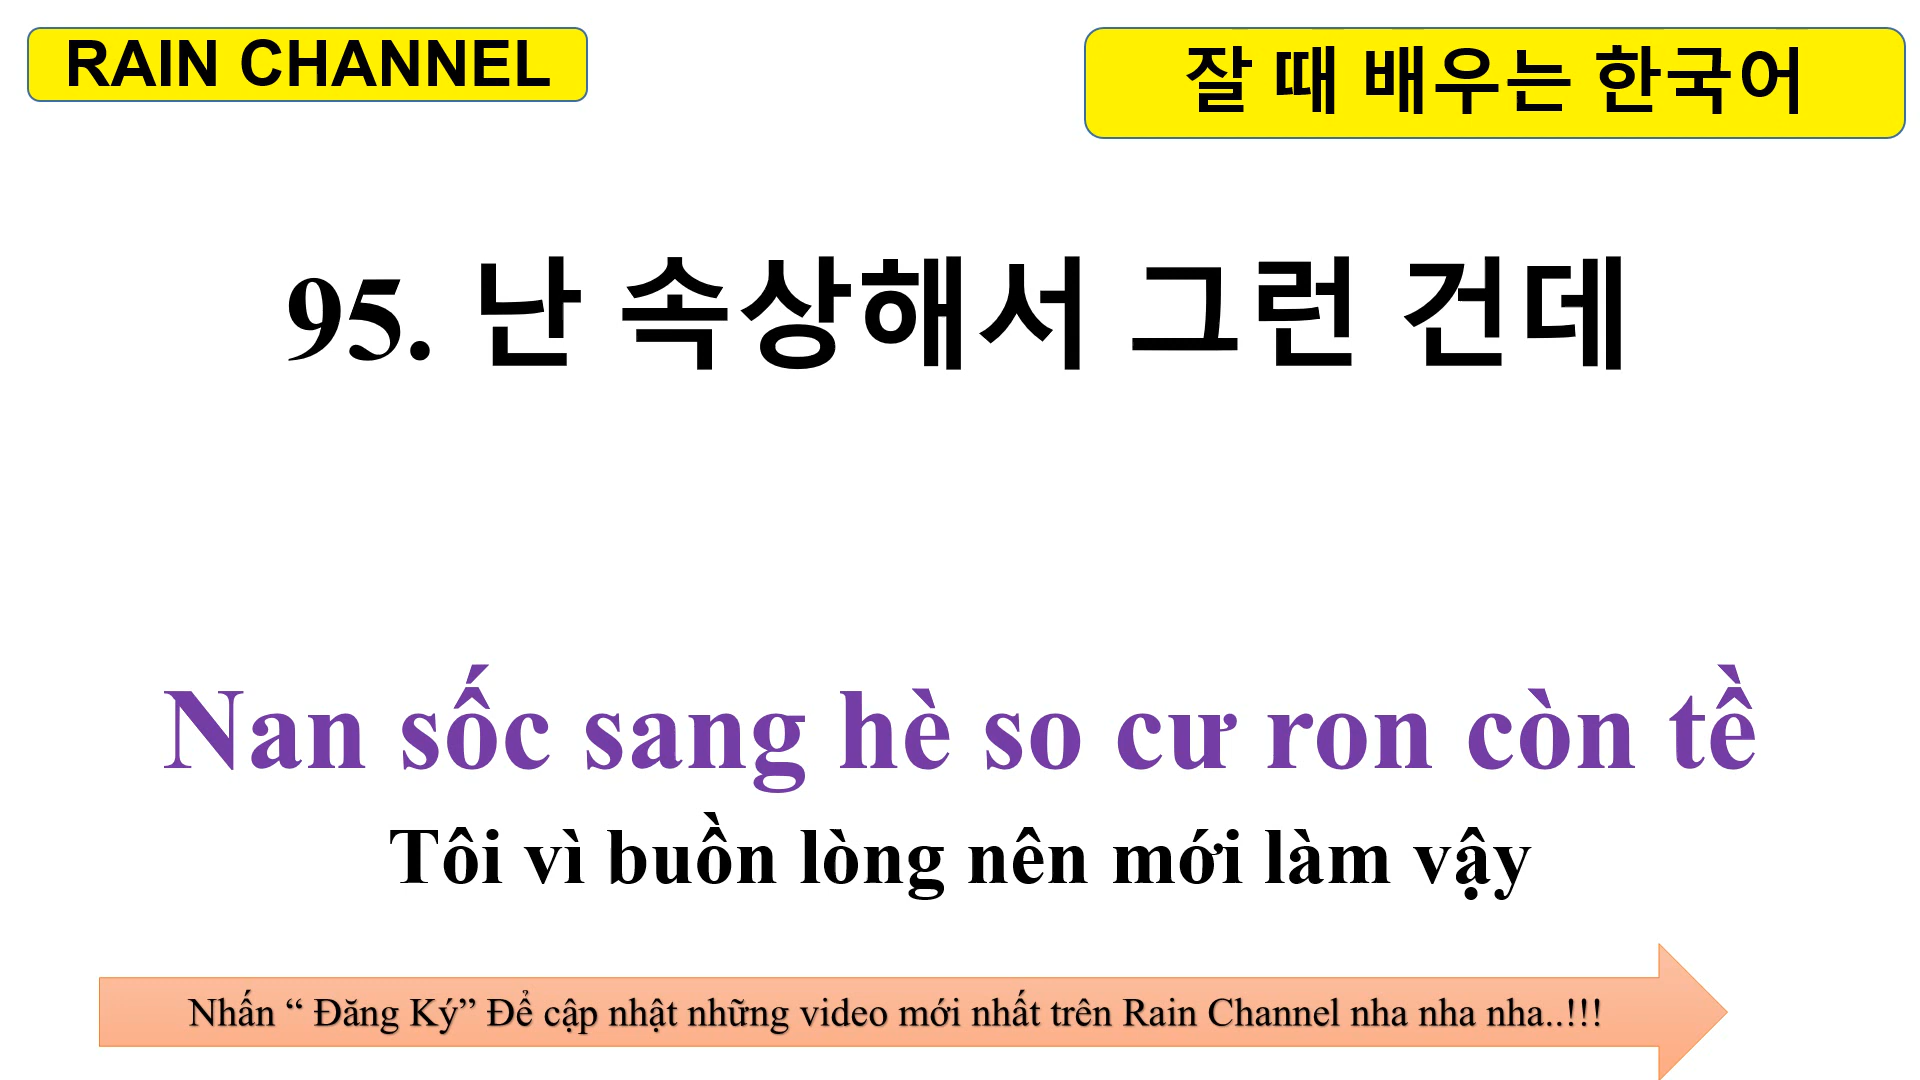 RAIN CHANNEL
잘 때 배우는 한국어
95. 난 속상해서 그런 건데
Nan sốc sang hè so cư ron còn tề
Tôi vì buồn lòng nên mới làm vậy
Nhấn “ Đăng Ký” Để cập nhật những video mới nhất trên Rain Channel nha nha nha..!!!